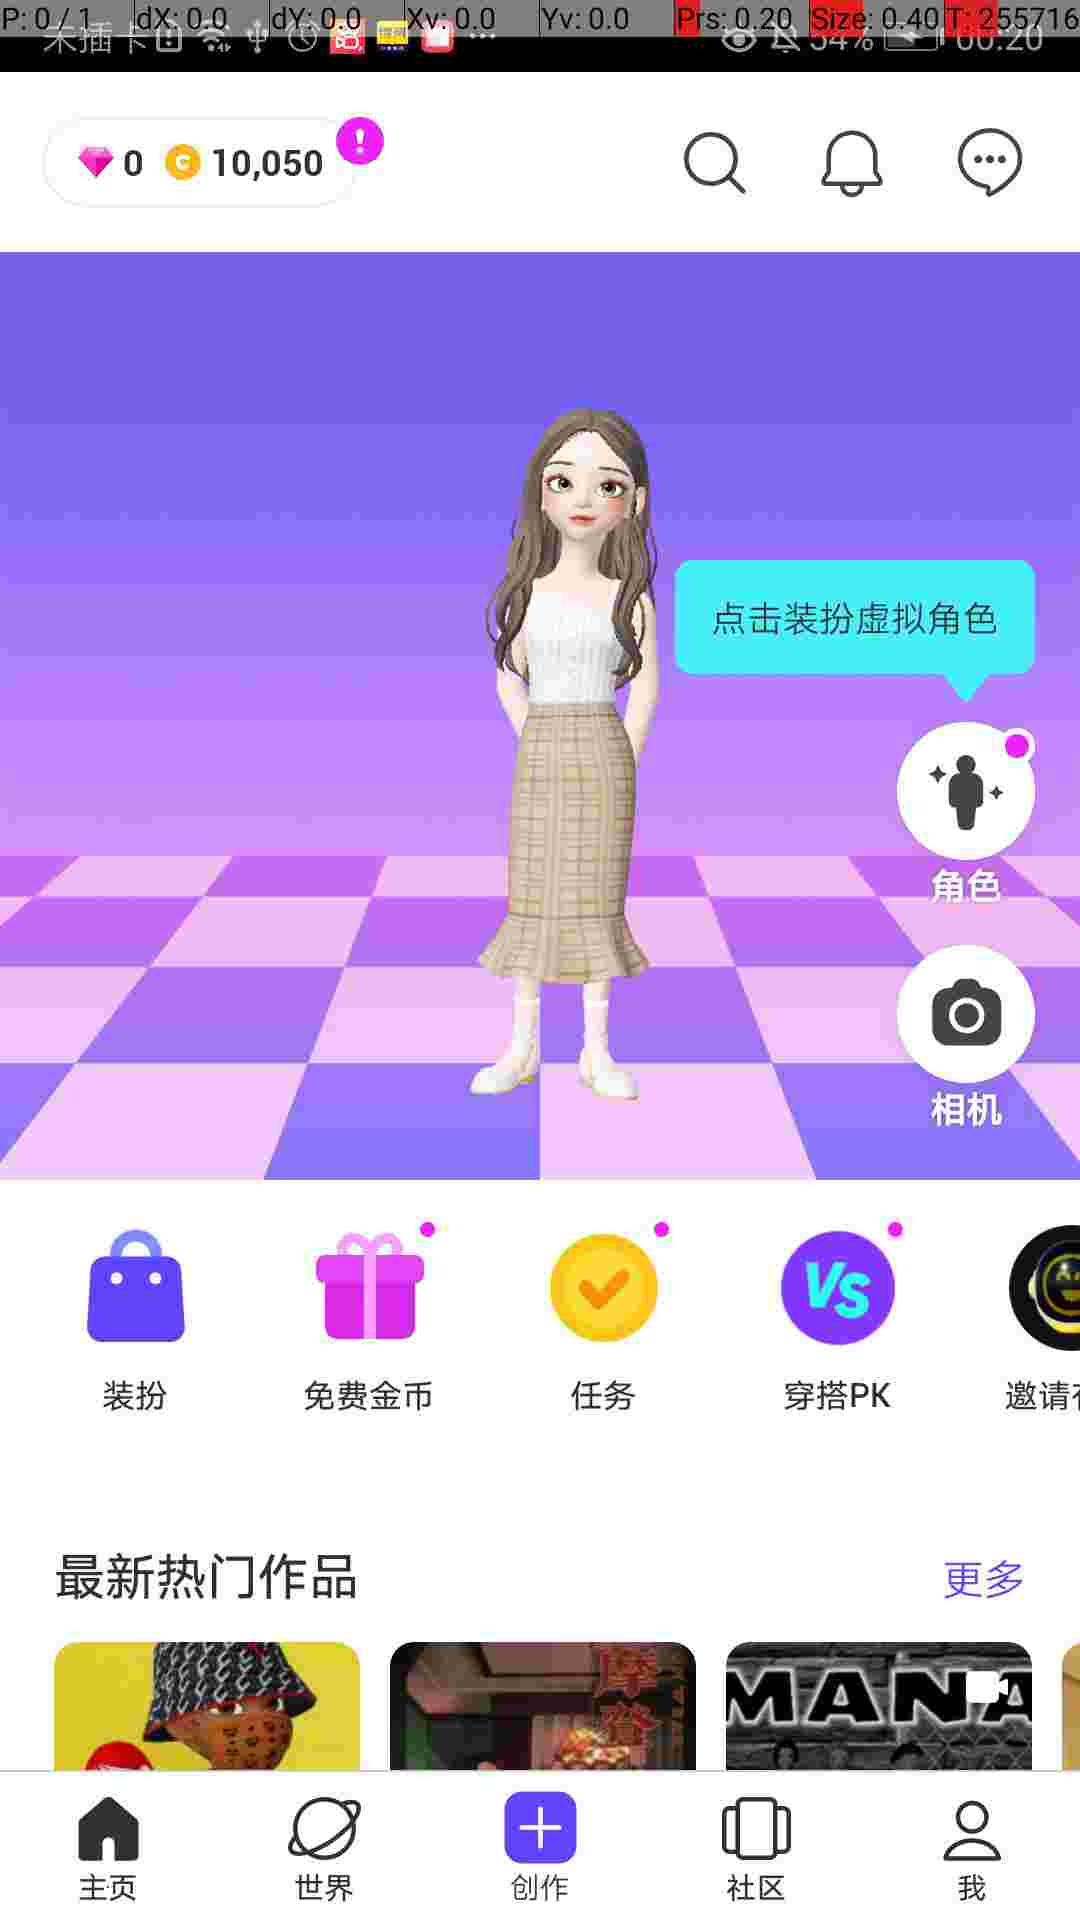 P: 0 / 1 dX: 0.0 dY: 0.0 Xv: 0.0 Yv: 0.0 Prs: 0.20 Size: 0.40 T: 255716
未插卡 54% 00:20
0 10,050
点击装扮虚拟角色
角色
相机
VS
装扮 免费金币 任务 穿搭PK 邀请
最新热门作品 更多
MANA
主页 世界 创作 社区 我